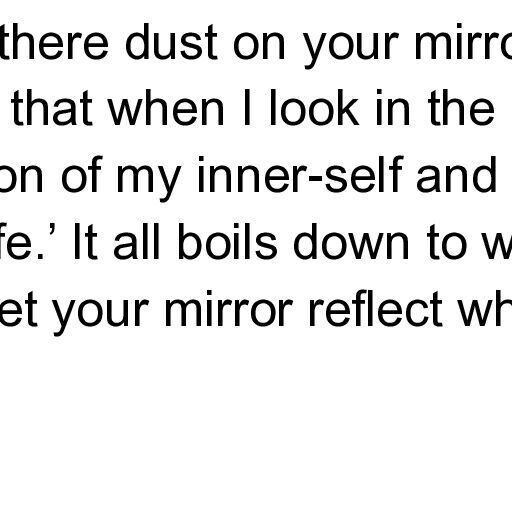 there dust on your mirro
that when I look in the
on of my inner-self and
fe.’ It all boils down to w
et your mirror reflect wh